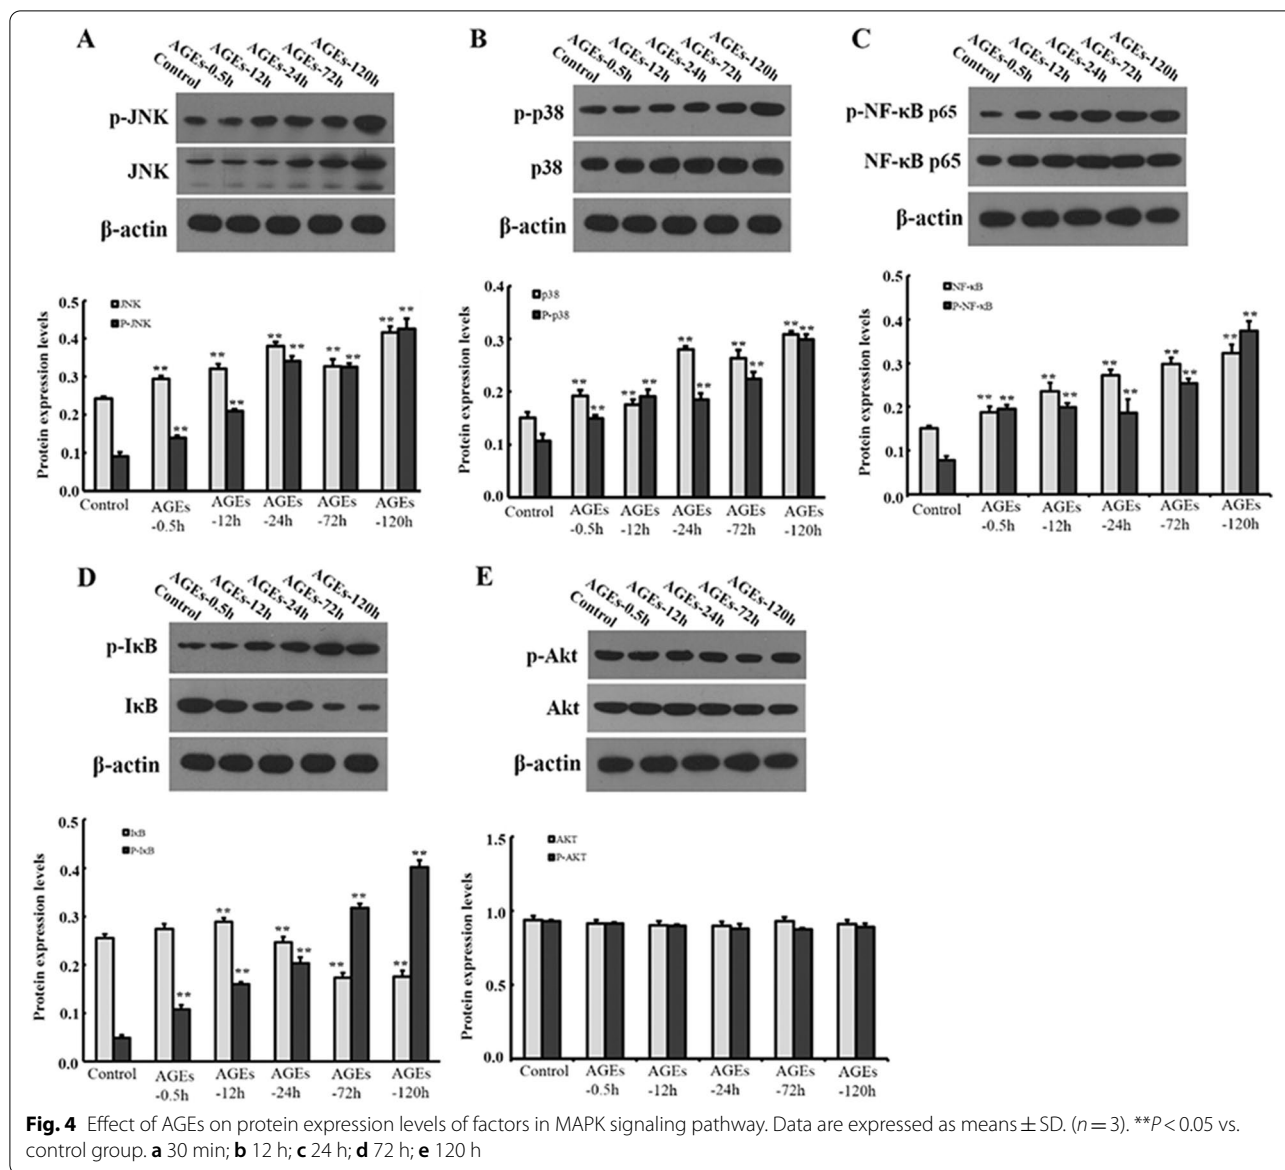 A
Control
AGEs-0.5h
AGEs-12h
AGEs-24h
AGEs-72h
AGEs-120h
p-JNK
JNK
β-actin
Protein expression levels
0.5
0.4
0.3
0.2
0.1
0.0
JNK
P-JNK
** ** ** ** ** ** ** ** ** **
Control AGEs AGEs AGEs AGEs AGEs
-0.5h -12h -24h -72h -120h
B
Control
AGEs-0.5h
AGEs-12h
AGEs-24h
AGEs-72h
AGEs-120h
p-p38
p38
β-actin
Protein expression levels
0.4
0.3
0.2
0.1
0.0
p38
P-p38
** ** ** ** ** ** ** ** ** **
Control AGEs AGEs AGEs AGEs AGEs
-0.5h -12h -24h -72h -120h
C
Control
AGEs-0.5h
AGEs-12h
AGEs-24h
AGEs-72h
AGEs-120h
p-NF-κB p65
NF-κB p65
β-actin
Protein expression levels
0.5
0.4
0.3
0.2
0.1
0.0
NF-κB
P-NF-κB
** ** ** ** ** ** ** ** ** **
Control AGEs AGEs AGEs AGEs AGEs
-0.5h -12h -24h -72h -120h
D
Control
AGEs-0.5h
AGEs-12h
AGEs-24h
AGEs-72h
AGEs-120h
p-IκB
IκB
β-actin
Protein expression levels
0.5
0.4
0.3
0.2
0.1
0.0
IκB
P-IκB
** ** ** ** ** ** ** ** **
Control AGEs AGEs AGEs AGEs AGEs
-0.5h -12h -24h -72h -120h
E
Control
AGEs-0.5h
AGEs-12h
AGEs-24h
AGEs-72h
AGEs-120h
p-Akt
Akt
β-actin
Protein expression levels
1.5
1.0
0.5
0.0
AKT
P-AKT
Control AGEs AGEs AGEs AGEs AGEs
-0.5h -12h -24h -72h -120h
Fig. 4 Effect of AGEs on protein expression levels of factors in MAPK signaling pathway. Data are expressed as means ± SD. (n = 3). **P < 0.05 vs.
control group. a 30 min; b 12 h; c 24 h; d 72 h; e 120 h